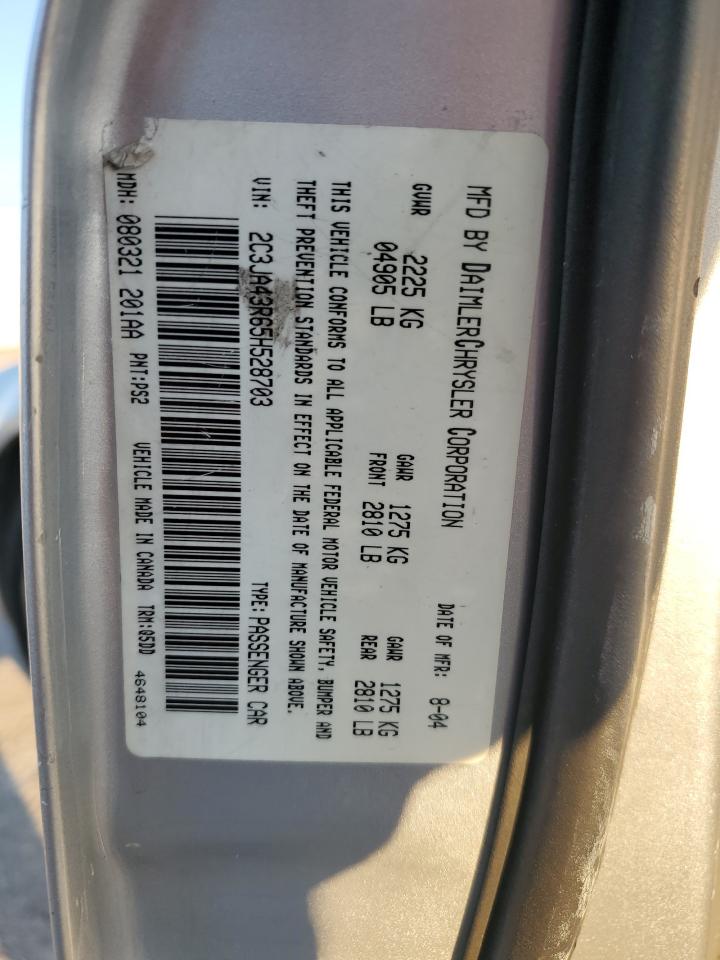 MFD BY DAIMLERCHRYSLER CORPORATION
DATE OF MFR: 8-04
GVWR 2225 KG
04905 LB
GAWR FRONT 1275 KG
2810 LB
GAWR REAR 1275 KG
2810 LB
THIS VEHICLE CONFORMS TO ALL APPLICABLE FEDERAL MOTOR VEHICLE SAFETY, BUMPER AND
THEFT PREVENTION STANDARDS IN EFFECT ON THE DATE OF MANUFACTURE SHOWN ABOVE.
VIN: 2C3JA43R65H528703 TYPE: PASSENGER CAR
MDH: 080321 201AA PNT:PS2 VEHICLE MADE IN CANADA TRM:05DD
4648104